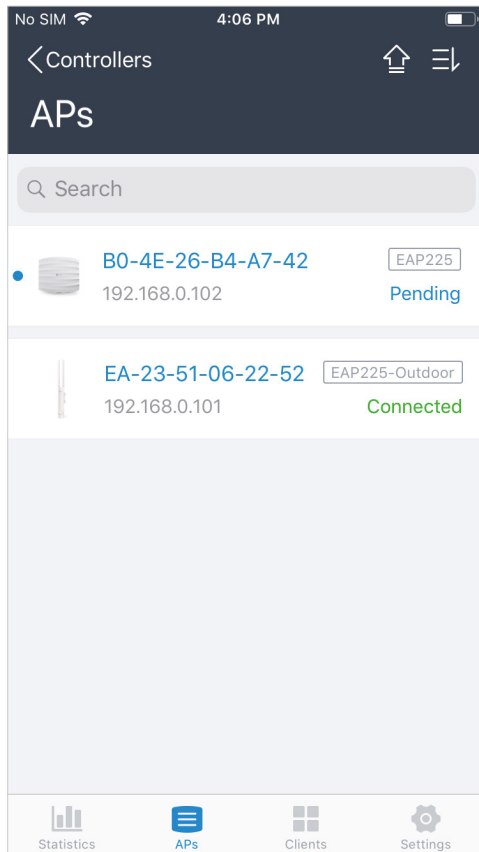 No SIM 4:06 PM
Controllers
APs
Search
B0-4E-26-B4-A7-42 EAP225
192.168.0.102 Pending
EA-23-51-06-22-52 EAP225-Outdoor
192.168.0.101 Connected
Statistics APs Clients Settings